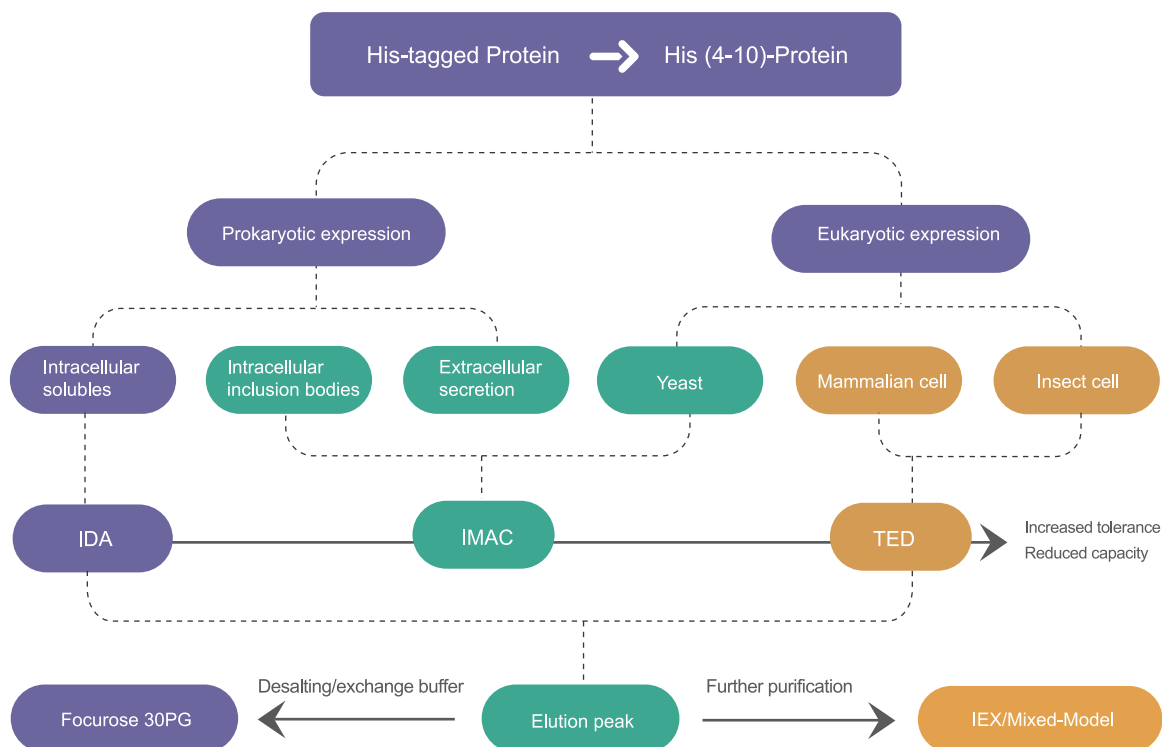 His-tagged Protein
His (4-10)-Protein
Prokaryotic expression
Eukaryotic expression
Intracellular
solubles
Intracellular
inclusion bodies
Extracellular
secretion
Yeast
Mammalian cell
Insect cell
IDA
IMAC
TED
Increased tolerance
Reduced capacity
Desalting/exchange buffer
Further purification
Focurose 30PG
Elution peak
IEX/Mixed-Model